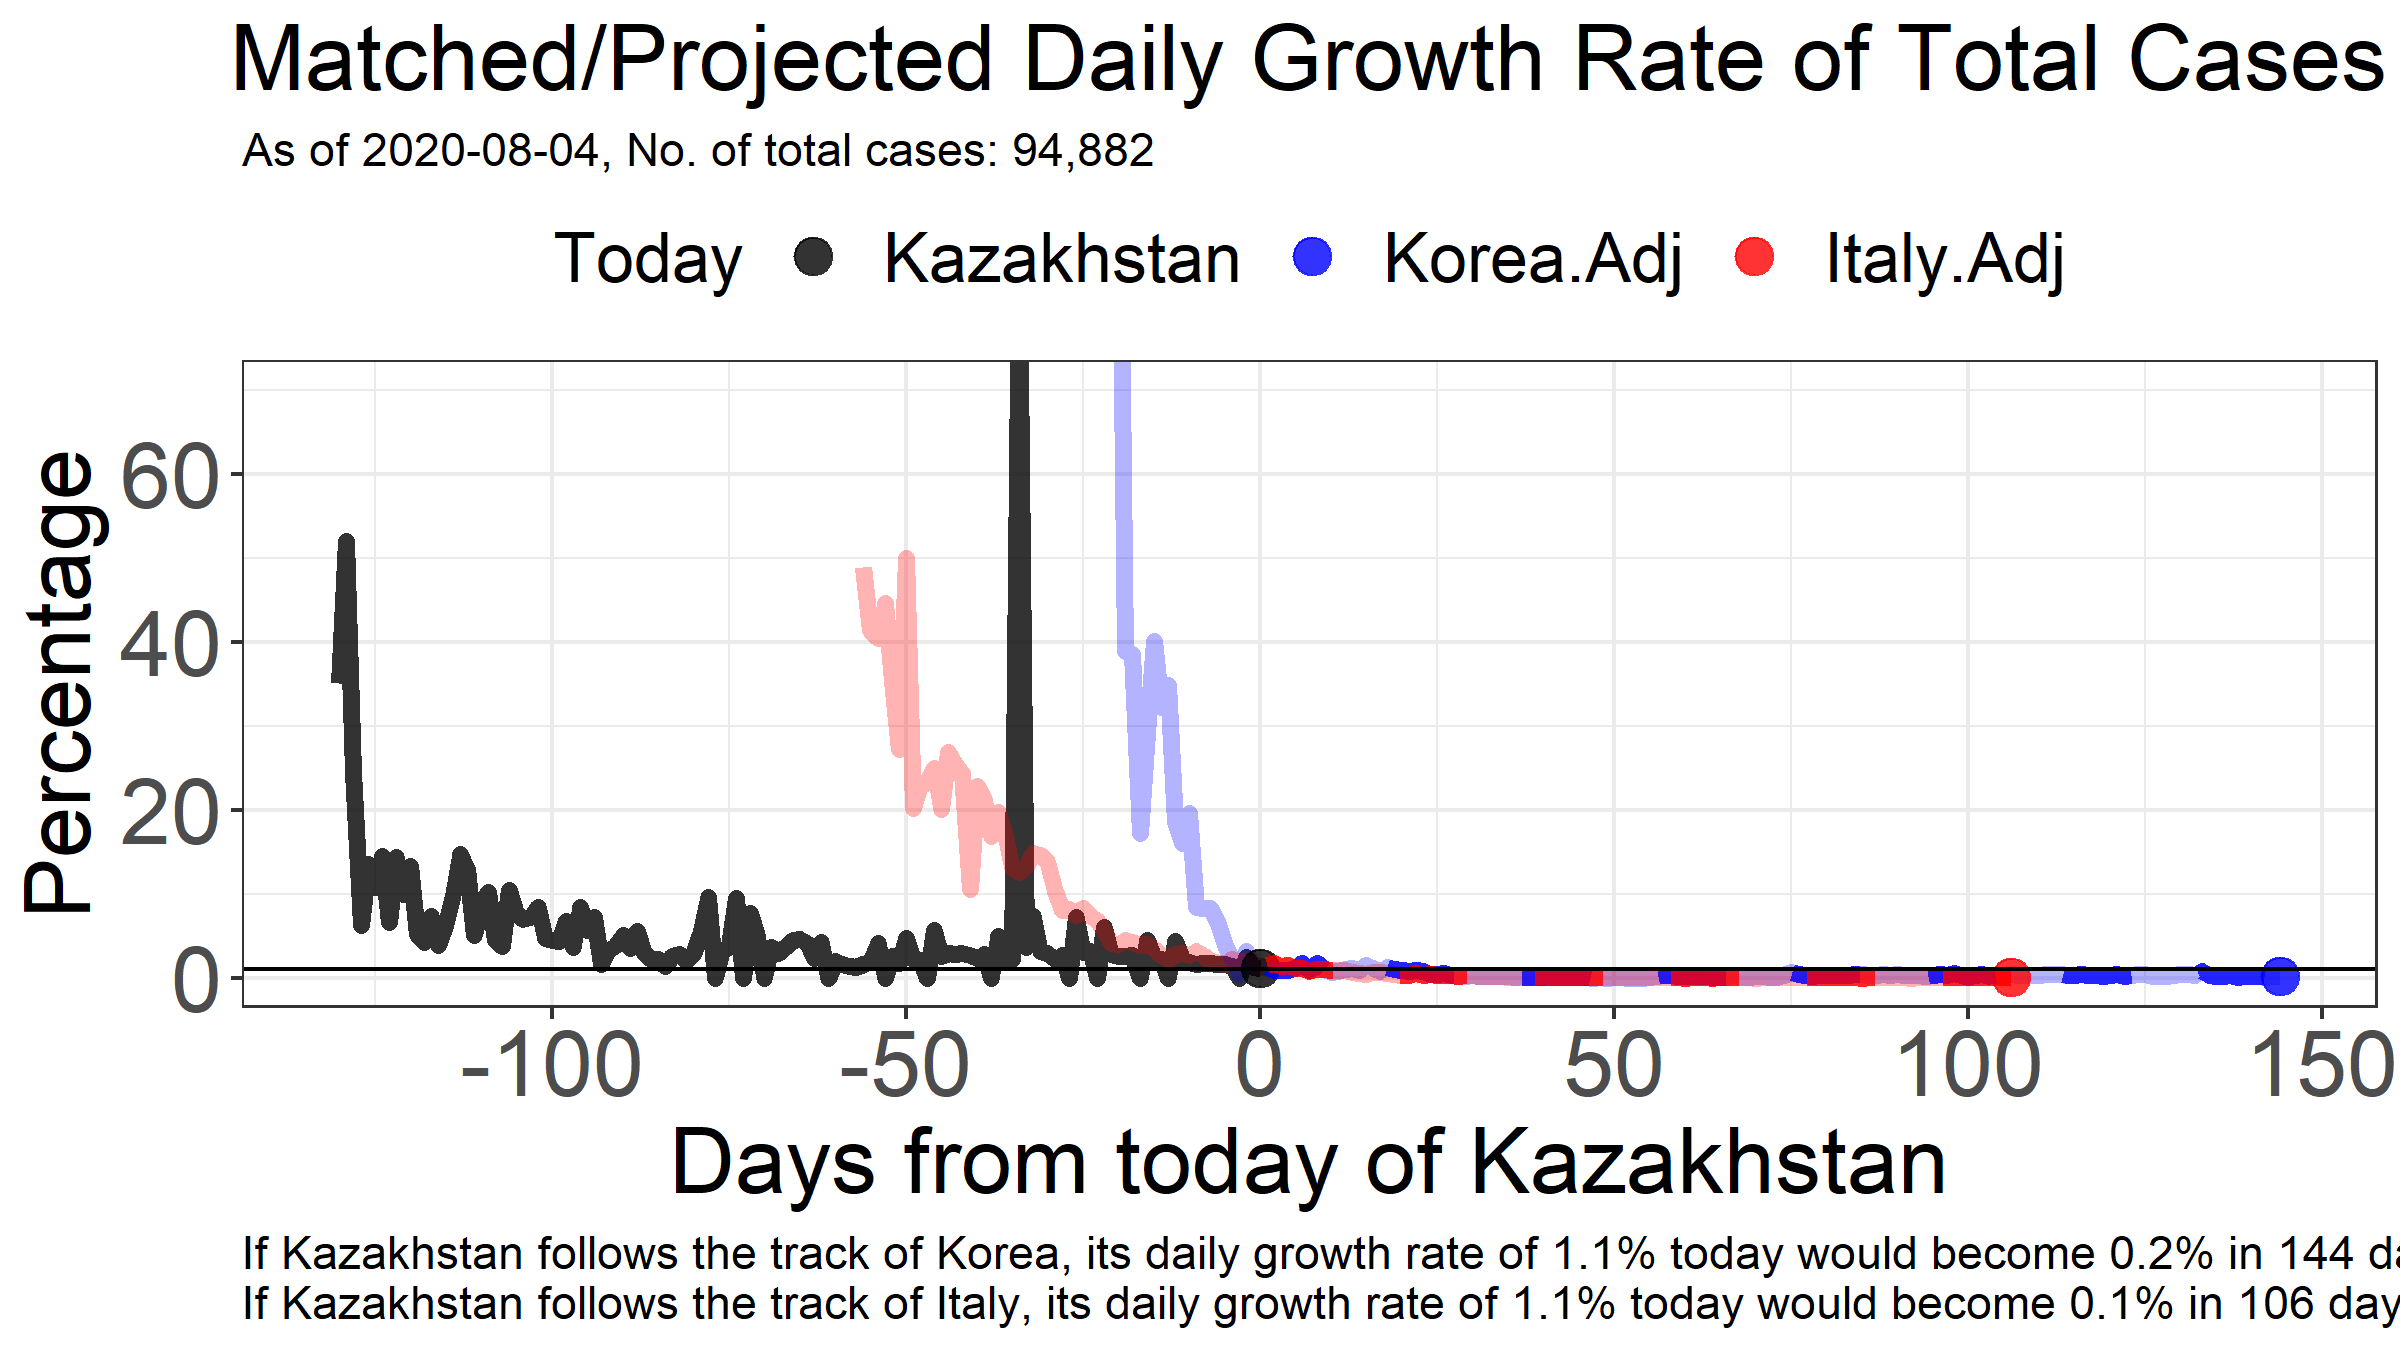 Matched/Projected Daily Growth Rate of Total Cases
As of 2020-08-04, No. of total cases: 94,882
Today Kazakhstan Korea.Adj Italy.Adj
Percentage
60
40
20
0
-100 -50 0 50 100 150
Days from today of Kazakhstan
If Kazakhstan follows the track of Korea, its daily growth rate of 1.1% today would become 0.2% in 144 da
If Kazakhstan follows the track of Italy, its daily growth rate of 1.1% today would become 0.1% in 106 day